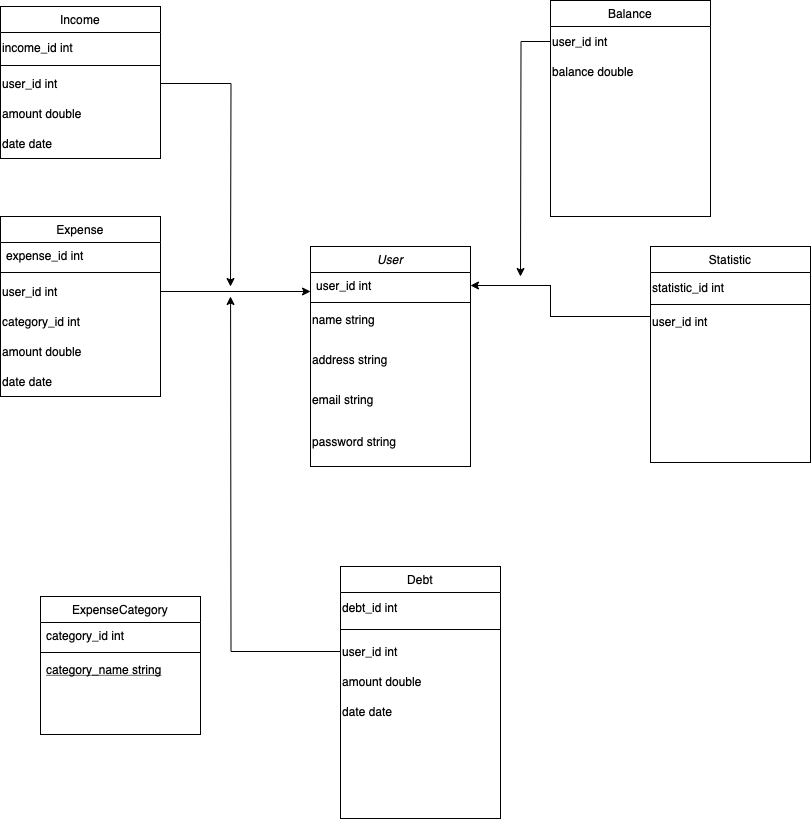 Income
income_id int
user_id int
amount double
date date
Balance
user_id int
balance double
Expense
expense_id int
user_id int
category_id int
amount double
date date
User
user_id int
name string
address string
email string
password string
Statistic
statistic_id int
user_id int
ExpenseCategory
category_id int
category_name string
Debt
debt_id int
user_id int
amount double
date date